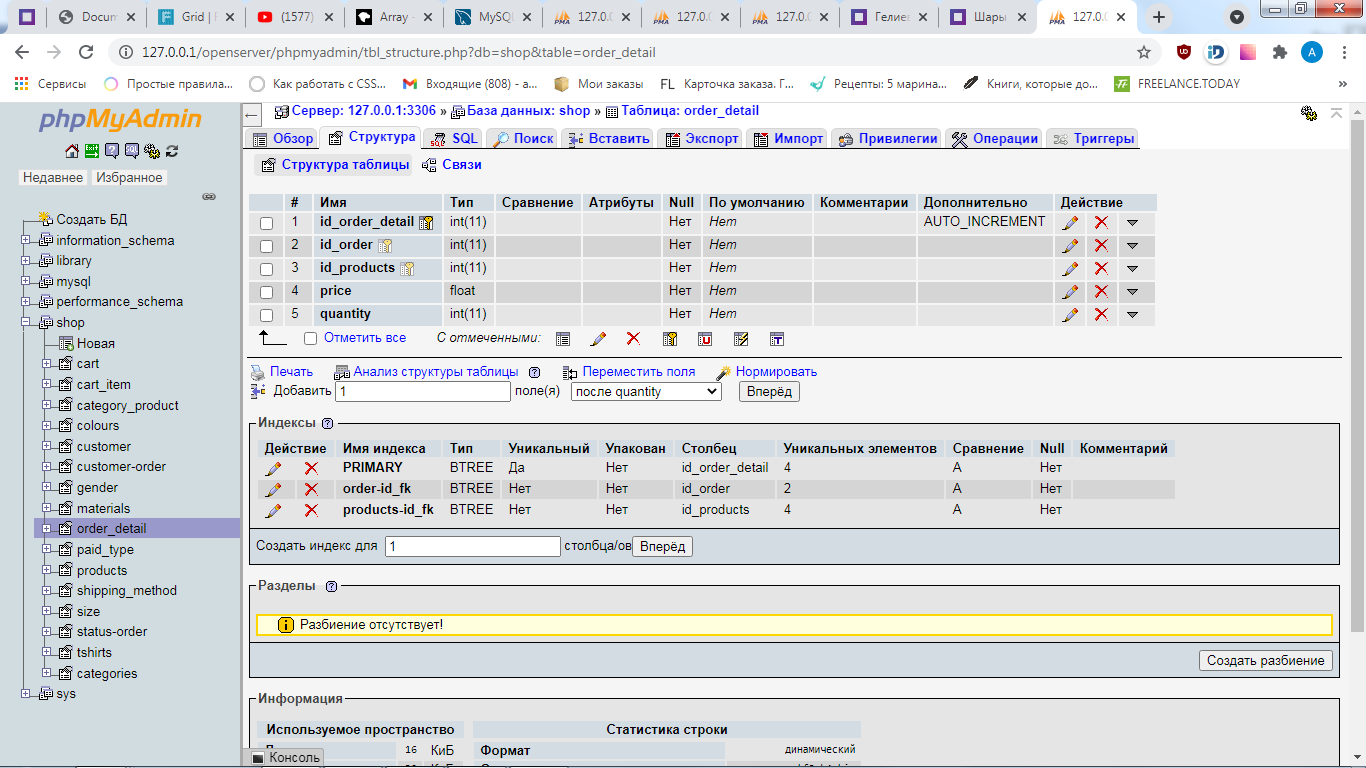 Docum
Grid | F
(1577)
Array -
MySQL
127.0.0
127.0.0
127.0.0
Гелиев
Шары
127.0.
127.0.0.1/openserver/phpmyadmin/tbl_structure.php?db=shop&table=order_detail
Сервисы Простые правила... Как работать с CSS... Входящие (808) - a... Мои заказы FL Карточка заказа. Г... Рецепты: 5 марина... Книги, которые до... FREELANCE.TODAY »
phpMyAdmin
Недавнее Избранное
Создать БД
information_schema
library
mysql
performance_schema
shop
Новая
cart
cart_item
category_product
colours
customer
customer-order
gender
materials
order_detail
paid_type
products
shipping_method
size
status-order
tshirts
categories
sys
Сервер: 127.0.0.1:3306 » База данных: shop » Таблица: order_detail
Обзор Структура SQL Поиск Вставить Экспорт Импорт Привилегии Операции Триггеры
Структура таблицы Связи
# Имя Тип Сравнение Атрибуты Null По умолчанию Комментарии Дополнительно Действие
1 id_order_detail int(11) Нет Нет AUTO_INCREMENT
2 id_order int(11) Нет Нет
3 id_products int(11) Нет Нет
4 price float Нет Нет
5 quantity int(11) Нет Нет
Отметить все С отмеченными:
Печать Анализ структуры таблицы Переместить поля Нормировать
Добавить 1 поле(я) после quantity Вперёд
Индексы
Действие Имя индекса Тип Уникальный Упакован Столбец Уникальных элементов Сравнение Null Комментарий
PRIMARY BTREE Да Нет id_order_detail 4 A Нет
order-id_fk BTREE Нет Нет id_order 2 A Нет
products-id_fk BTREE Нет Нет id_products 4 A Нет
Создать индекс для 1 столбца/ов Вперёд
Разделы
Разбиение отсутствует!
Создать разбиение
Информация
Используемое пространство Статистика строки
16 КиБ Формат динамический
Консоль